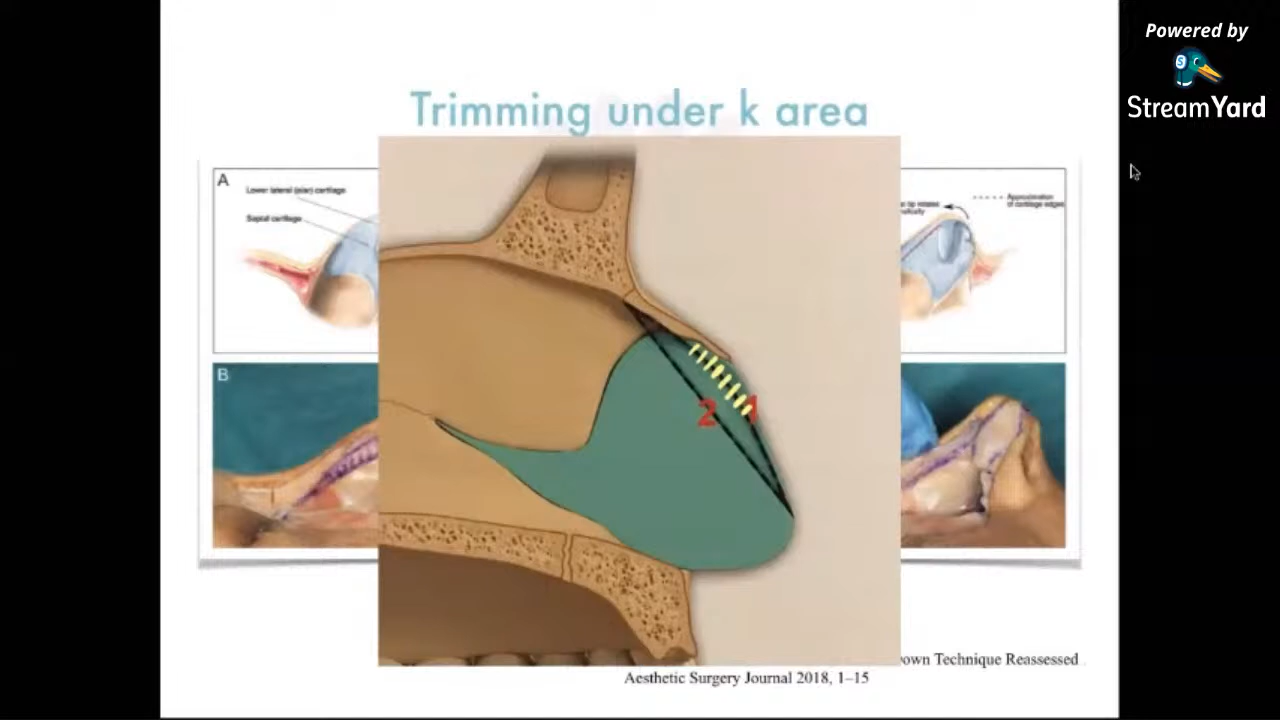 Powered by
StreamYard
Trimming under k area
A
Lower lateral (alar) cartilage
Septal cartilage
Approximation
of cartilage edges
B
2 1
own Technique Reassessed
Aesthetic Surgery Journal 2018, 1–15